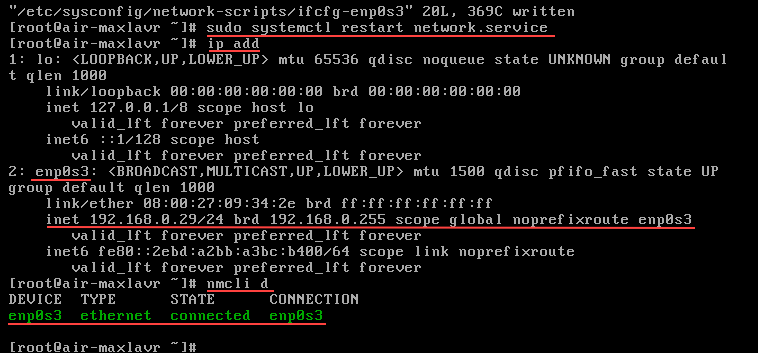 "/etc/sysconfig/network-scripts/ifcfg-enp0s3" 20L, 369C written
[root@air-maxlavr ~]# sudo systemctl restart network.service
[root@air-maxlavr ~]# ip add
1: lo: <LOOPBACK,UP,LOWER_UP> mtu 65536 qdisc noqueue state UNKNOWN group defaul
t qlen 1000
    link/loopback 00:00:00:00:00:00 brd 00:00:00:00:00:00
    inet 127.0.0.1/8 scope host lo
       valid_lft forever preferred_lft forever
    inet6 ::1/128 scope host
       valid_lft forever preferred_lft forever
2: enp0s3: <BROADCAST,MULTICAST,UP,LOWER_UP> mtu 1500 qdisc pfifo_fast state UP
group default qlen 1000
    link/ether 08:00:27:09:34:2e brd ff:ff:ff:ff:ff:ff
    inet 192.168.0.29/24 brd 192.168.0.255 scope global noprefixroute enp0s3
       valid_lft forever preferred_lft forever
    inet6 fe80::2ebd:a2bb:a3bc:b400/64 scope link noprefixroute
       valid_lft forever preferred_lft forever
[root@air-maxlavr ~]# nmcli d
DEVICE  TYPE      STATE      CONNECTION
enp0s3  ethernet  connected  enp0s3
[root@air-maxlavr ~]#